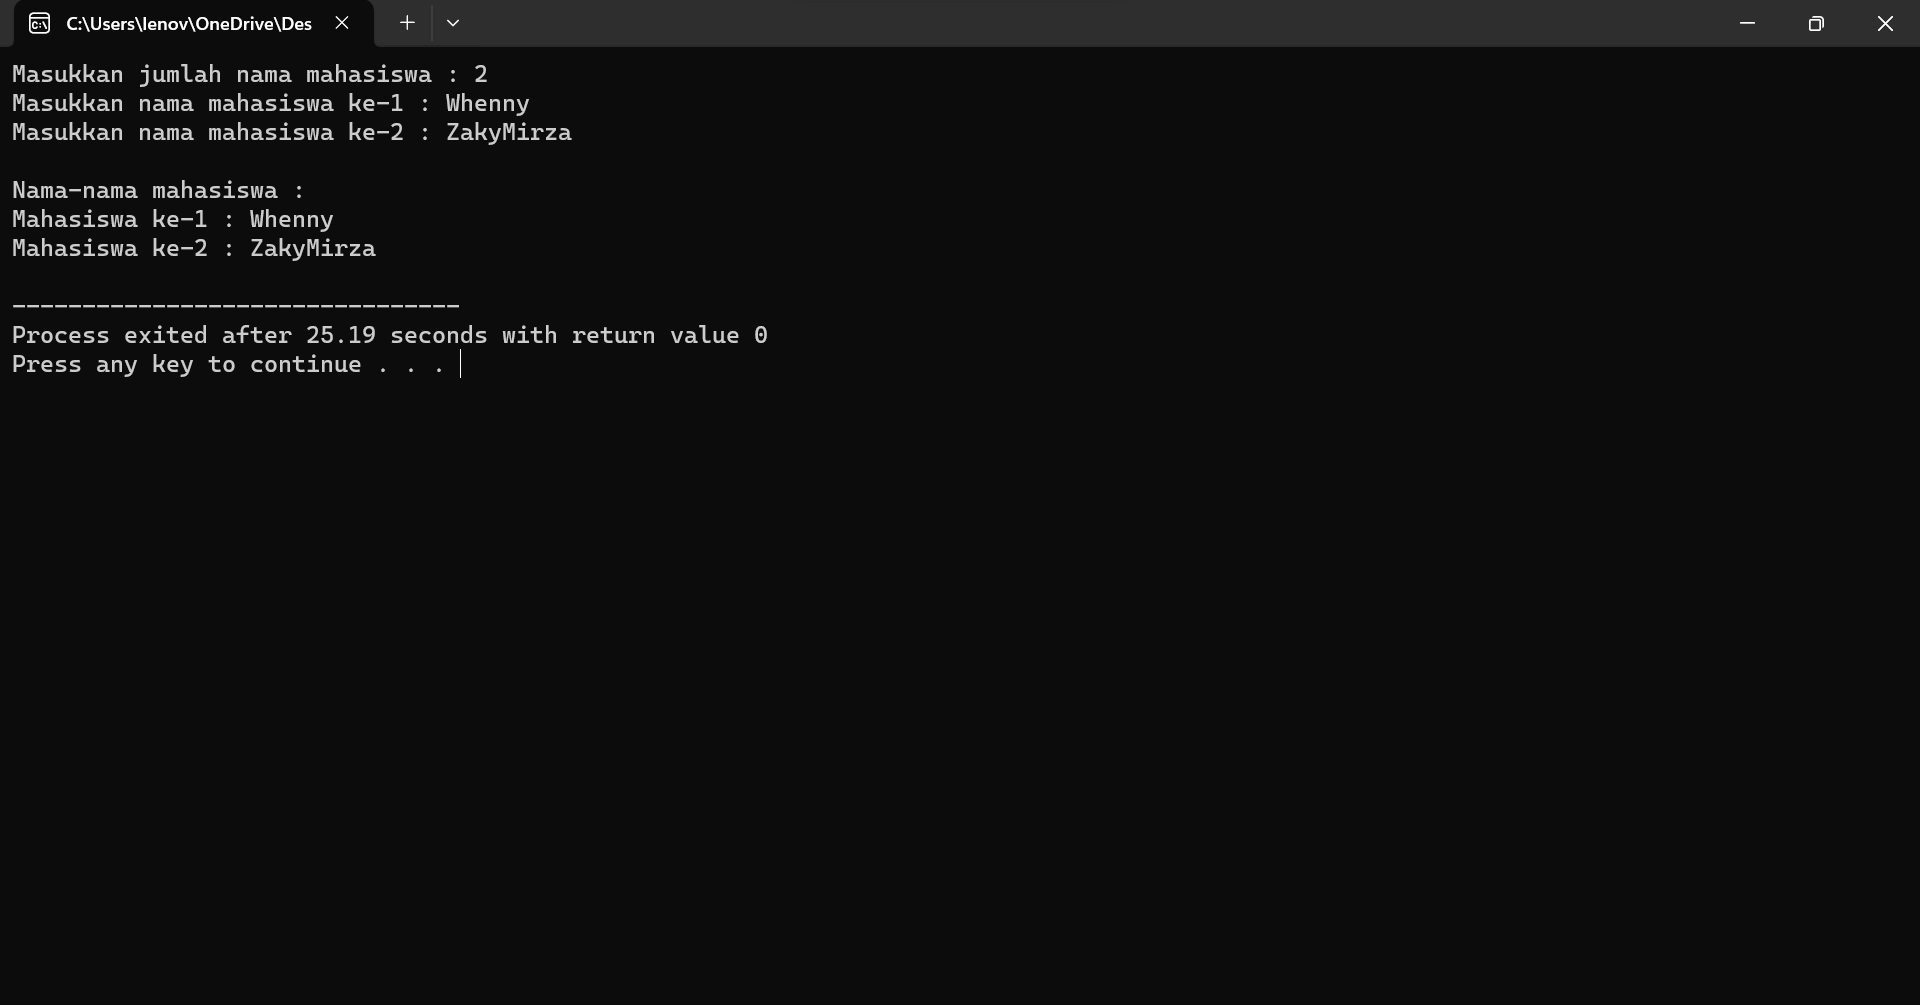 C:\Users\lenov\OneDrive\Des
Masukkan jumlah nama mahasiswa : 2
Masukkan nama mahasiswa ke-1 : Whenny
Masukkan nama mahasiswa ke-2 : ZakyMirza
Nama-nama mahasiswa :
Mahasiswa ke-1 : Whenny
Mahasiswa ke-2 : ZakyMirza
--------------------------------
Process exited after 25.19 seconds with return value 0
Press any key to continue . . .